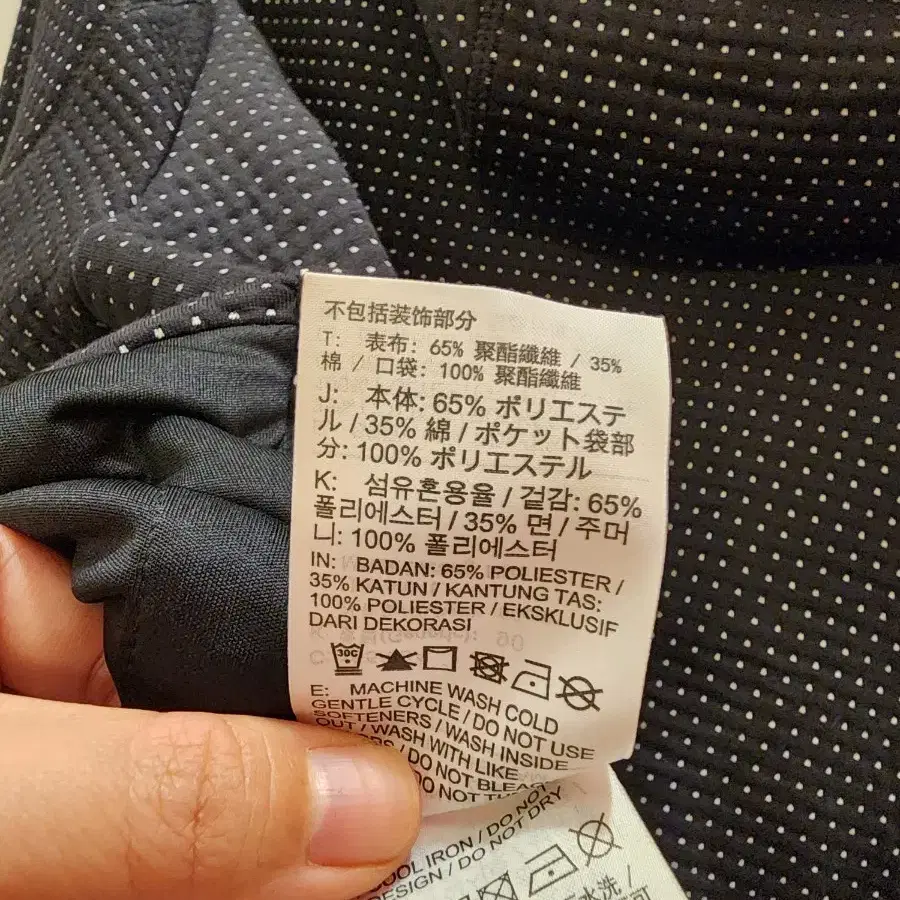 不包括装饰部分
T: 表布: 65% 聚酯纖維 / 35%
棉 / 口袋: 100% 聚酯纖維
J: 本体: 65% ポリエステ
ル / 35% 綿 / ポケット袋部
分: 100% ポリエステル
K: 섬유혼용율 / 겉감: 65%
폴리에스터 / 35% 면 / 주머
니: 100% 폴리에스터
IN: BADAN: 65% POLIESTER /
35% KATUN / KANTUNG TAS:
100% POLIESTER / EKSKLUSIF
DARI DEKORASI
30C
E: MACHINE WASH COLD
GENTLE CYCLE / DO NOT USE
SOFTENERS / WASH INSIDE
OUT / WASH WITH LIKE
/ DO NOT BLEACH
DO NOT
COOL IRON / DO NOT
DESIGN / DO NOT DRY
水洗 /
可